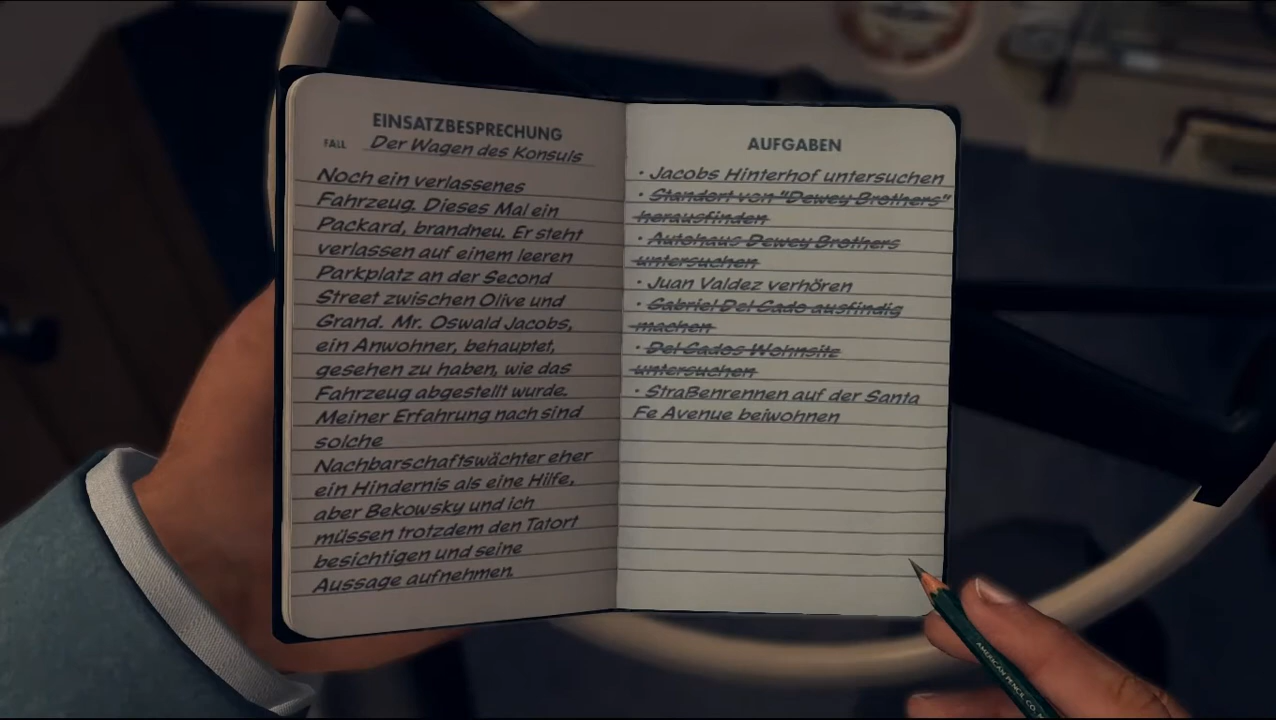 EINSATZBESPRECHUNG
FALL Der Wagen des Konsuls
Noch ein verlassenes
Fahrzeug. Dieses Mal ein
Packard, brandneu. Er steht
verlassen auf einem leeren
Parkplatz an der Second
Street zwischen Olive und
Grand. Mr. Oswald Jacobs,
ein Anwohner, behauptet,
gesehen zu haben, wie das
Fahrzeug abgestellt wurde.
Meiner Erfahrung nach sind
solche
Nachbarschaftswächter eher
ein Hindernis als eine Hilfe,
aber Bekowsky und ich
müssen trotzdem den Tatort
besichtigen und seine
Aussage aufnehmen.
AUFGABEN
· Jacobs Hinterhof untersuchen
· Standort von "Dewey Brothers"
herausfinden
· Autohaus Dewey Brothers
untersuchen
· Juan Valdez verhören
· Gabriel Del Gado ausfindig
machen
· Del Gados Wohnsitz
untersuchen
· Straßenrennen auf der Santa
Fe Avenue beiwohnen
AMERICAN PENCIL CO.